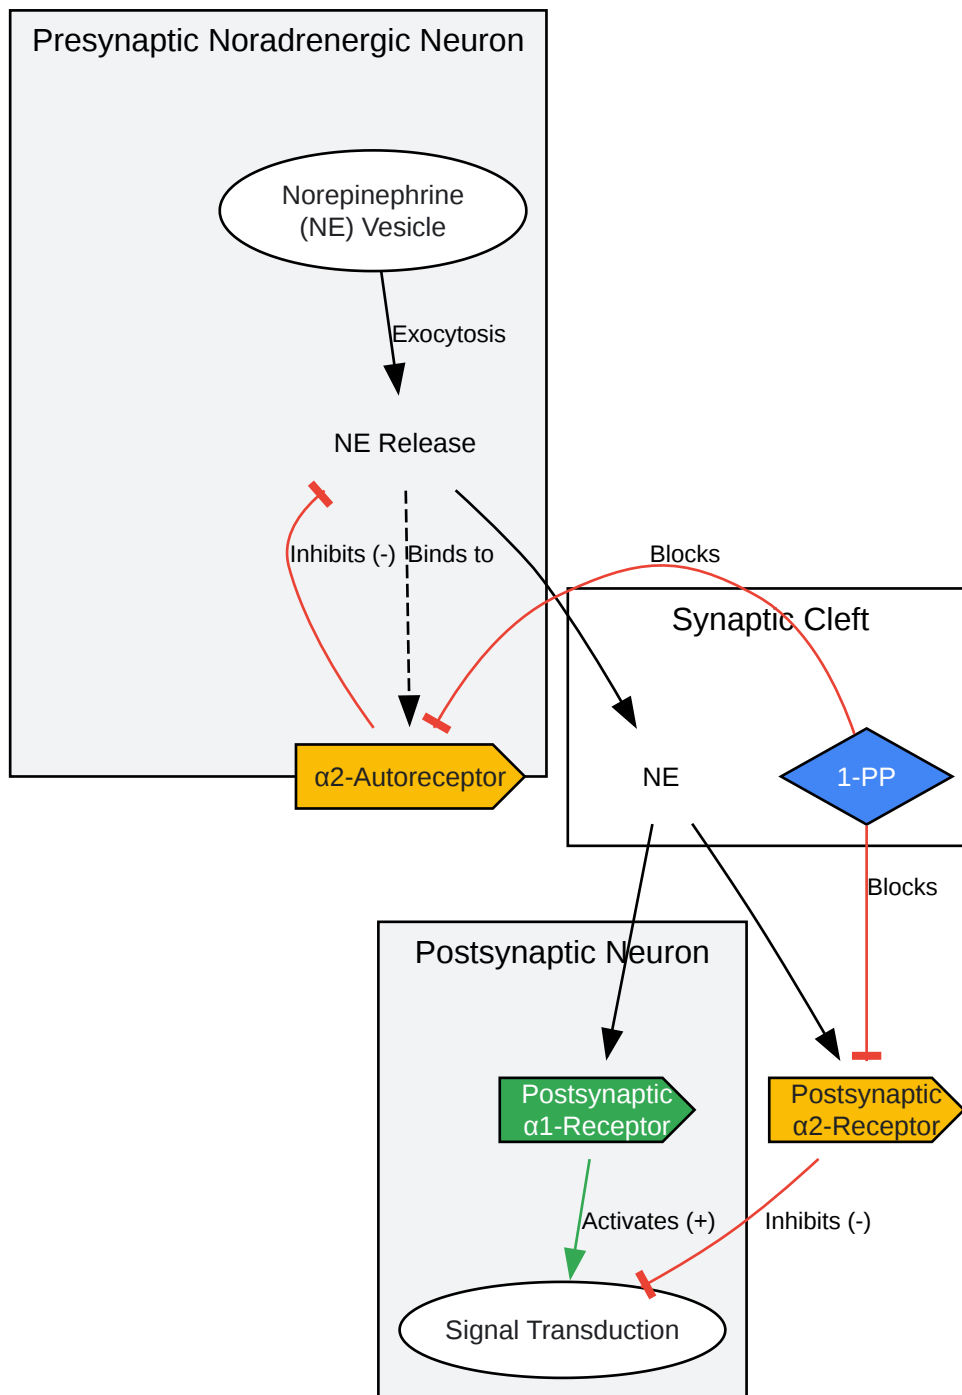 Presynaptic Noradrenergic Neuron
Norepinephrine
(NE) Vesicle
Exocytosis
NE Release
Inhibits (-)
Binds to
Blocks
Synaptic Cleft
α2-Autoreceptor
NE
1-PP
Blocks
Postsynaptic Neuron
Postsynaptic
α1-Receptor
Postsynaptic
α2-Receptor
Activates (+)
Inhibits (-)
Signal Transduction